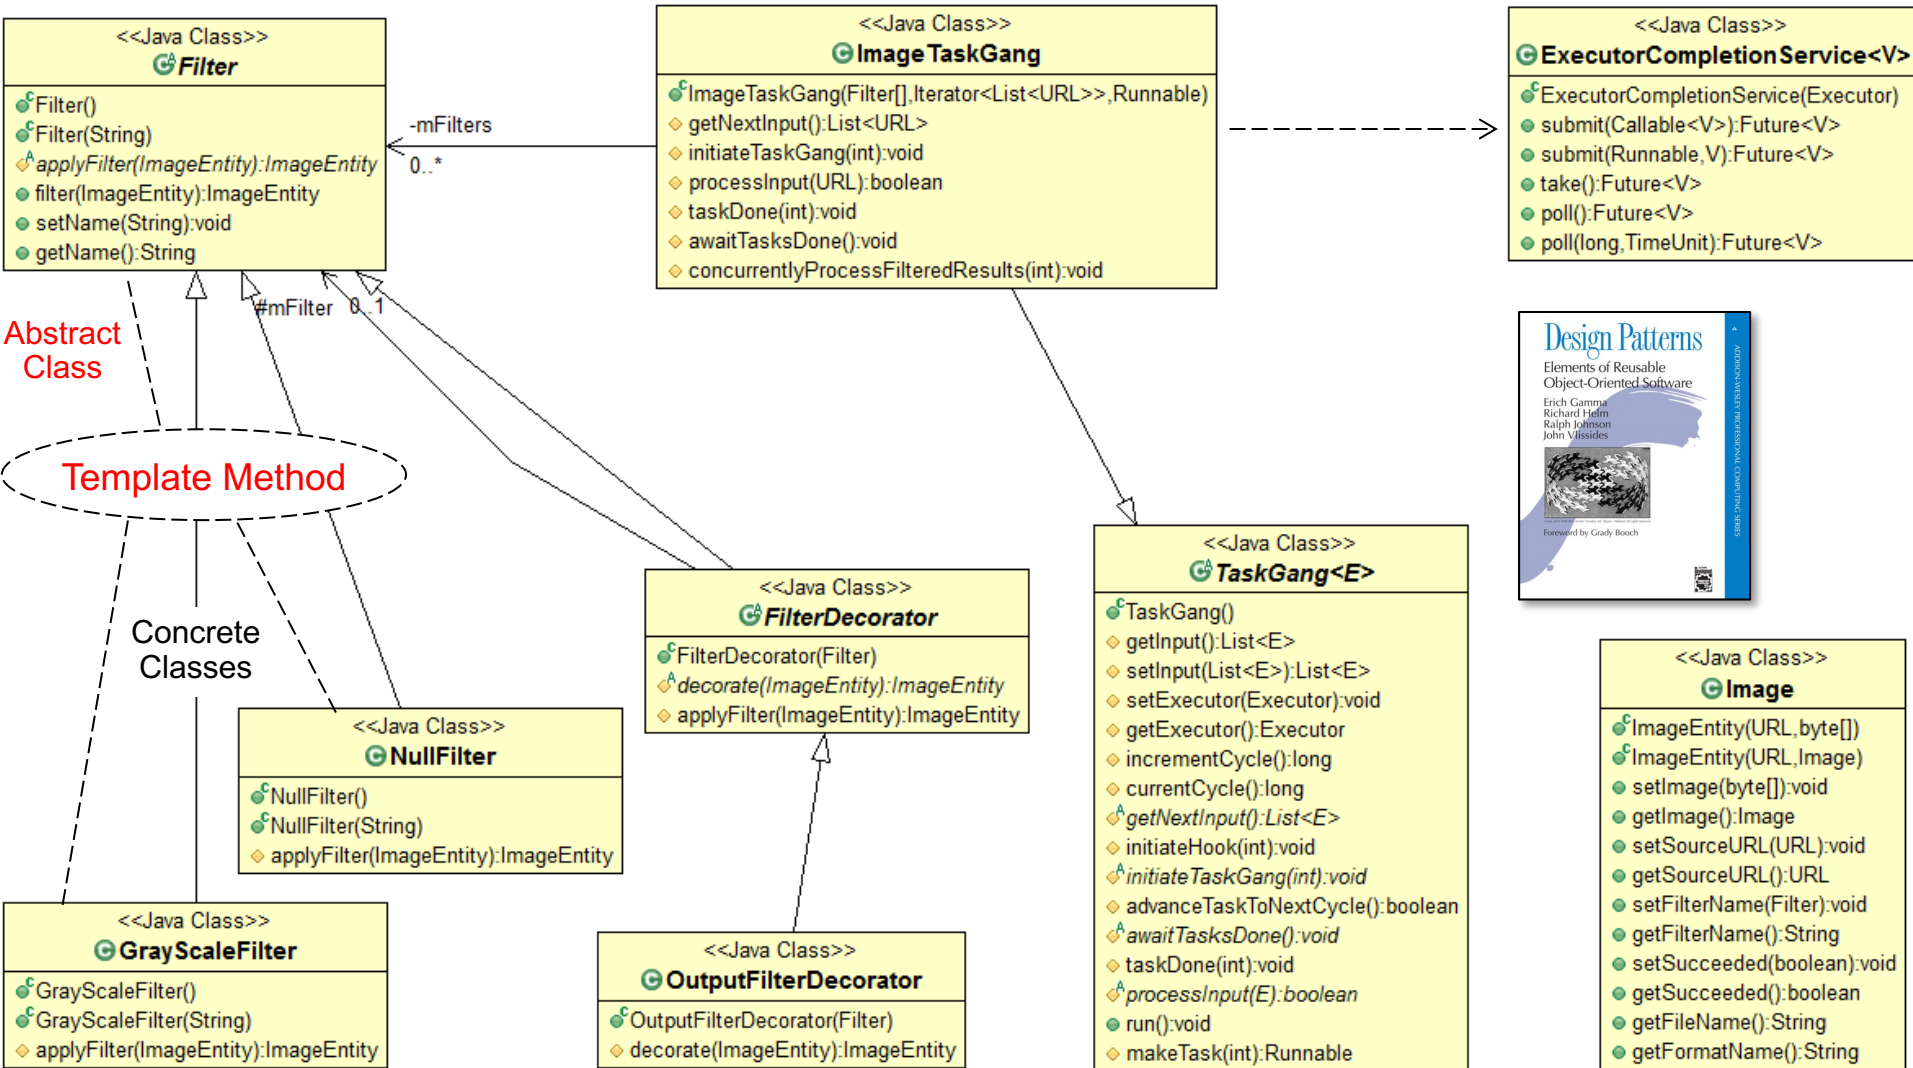 <<Java Class>>
Filter
Filter()
Filter(String)
applyFilter(ImageEntity):ImageEntity
filter(ImageEntity):ImageEntity
setName(String):void
getName():String
-mFilters
0..*
<<Java Class>>
ImageTaskGang
ImageTaskGang(Filter[],Iterator<List<URL>>,Runnable)
getNextInput():List<URL>
initiateTaskGang(int):void
processInput(URL):boolean
taskDone(int):void
awaitTasksDone():void
concurrentlyProcessFilteredResults(int):void
<<Java Class>>
ExecutorCompletionService<V>
ExecutorCompletionService(Executor)
submit(Callable<V>):Future<V>
submit(Runnable,V):Future<V>
take():Future<V>
poll():Future<V>
poll(long,TimeUnit):Future<V>
#mFilter 0..1
Abstract
Class
Template Method
Concrete
Classes
Design Patterns
Elements of Reusable
Object-Oriented Software
Erich Gamma
Richard Helm
Ralph Johnson
John Vlissides
Foreword by Grady Booch
ADDISON-WESLEY PROFESSIONAL COMPUTING SERIES
<<Java Class>>
FilterDecorator
FilterDecorator(Filter)
decorate(ImageEntity):ImageEntity
applyFilter(ImageEntity):ImageEntity
<<Java Class>>
TaskGang<E>
TaskGang()
getInput():List<E>
setInput(List<E>):List<E>
setExecutor(Executor):void
getExecutor():Executor
incrementCycle():long
currentCycle():long
getNextInput():List<E>
initiateHook(int):void
initiateTaskGang(int):void
advanceTaskToNextCycle():boolean
awaitTasksDone():void
taskDone(int):void
processInput(E):boolean
run():void
makeTask(int):Runnable
<<Java Class>>
Image
ImageEntity(URL,byte[])
ImageEntity(URL,Image)
setImage(byte[]):void
getImage():Image
setSourceURL(URL):void
getSourceURL():URL
setFilterName(Filter):void
getFilterName():String
setSucceeded(boolean):void
getSucceeded():boolean
getFileName():String
getFormatName():String
<<Java Class>>
NullFilter
NullFilter()
NullFilter(String)
applyFilter(ImageEntity):ImageEntity
<<Java Class>>
GrayScaleFilter
GrayScaleFilter()
GrayScaleFilter(String)
applyFilter(ImageEntity):ImageEntity
<<Java Class>>
OutputFilterDecorator
OutputFilterDecorator(Filter)
decorate(ImageEntity):ImageEntity